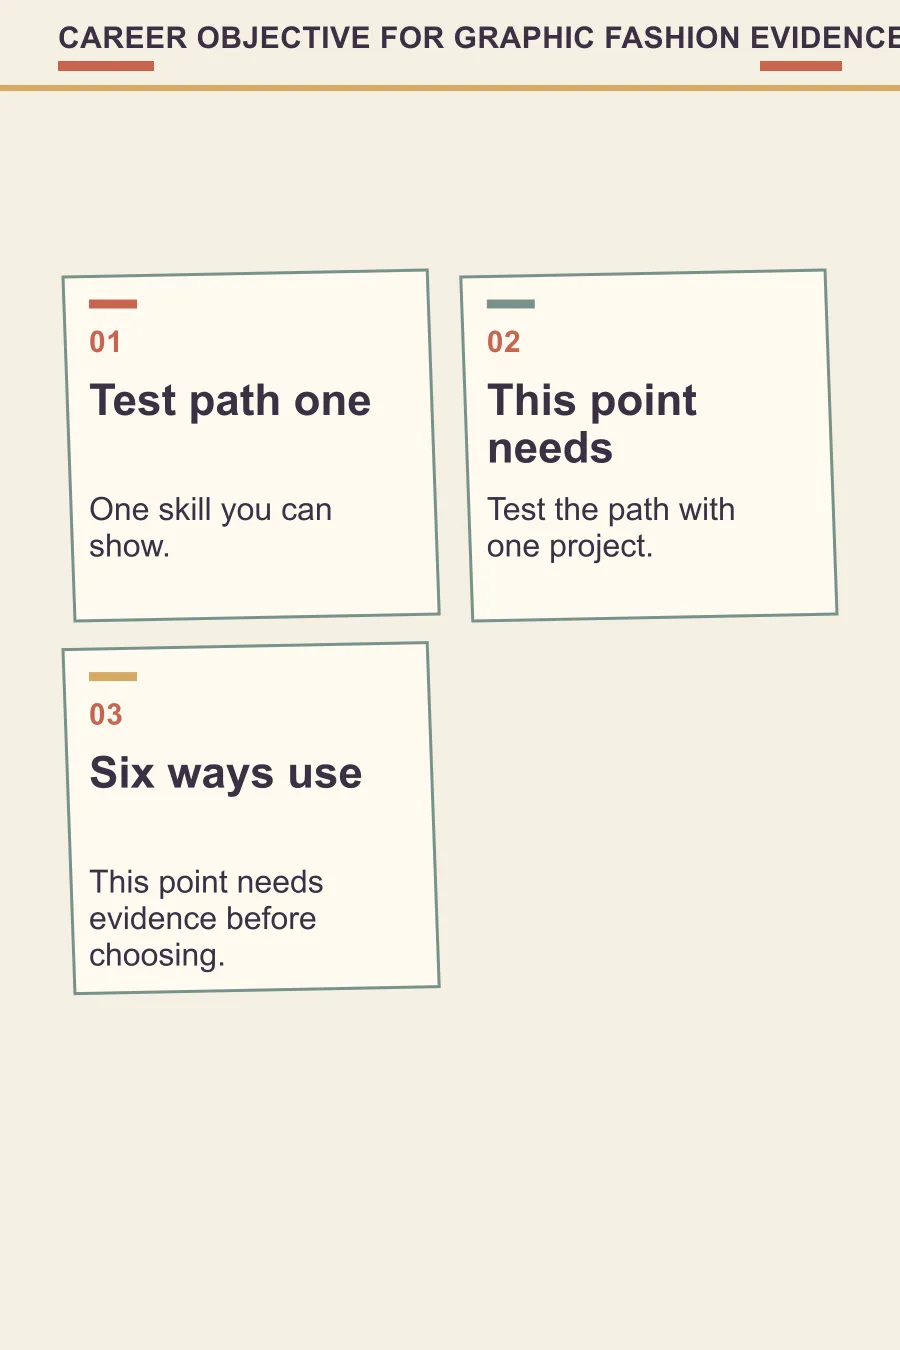 CAREER OBJECTIVE FOR GRAPHIC FASHION EVIDENCE
01
Test path one
One skill you can
show.
02
This point
needs
Test the path with
one project.
03
Six ways use
This point needs
evidence before
choosing.